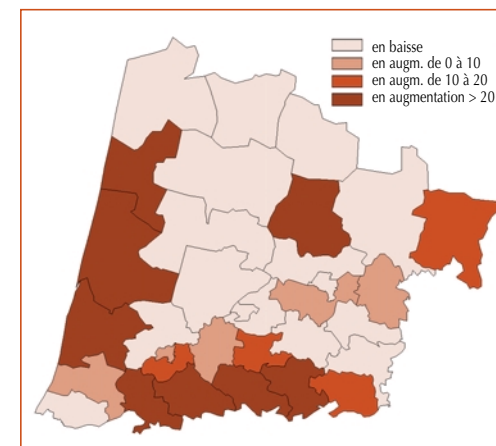 en baisse
en augm. de 0 à 10
en augm. de 10 à 20
en augmentation > 20